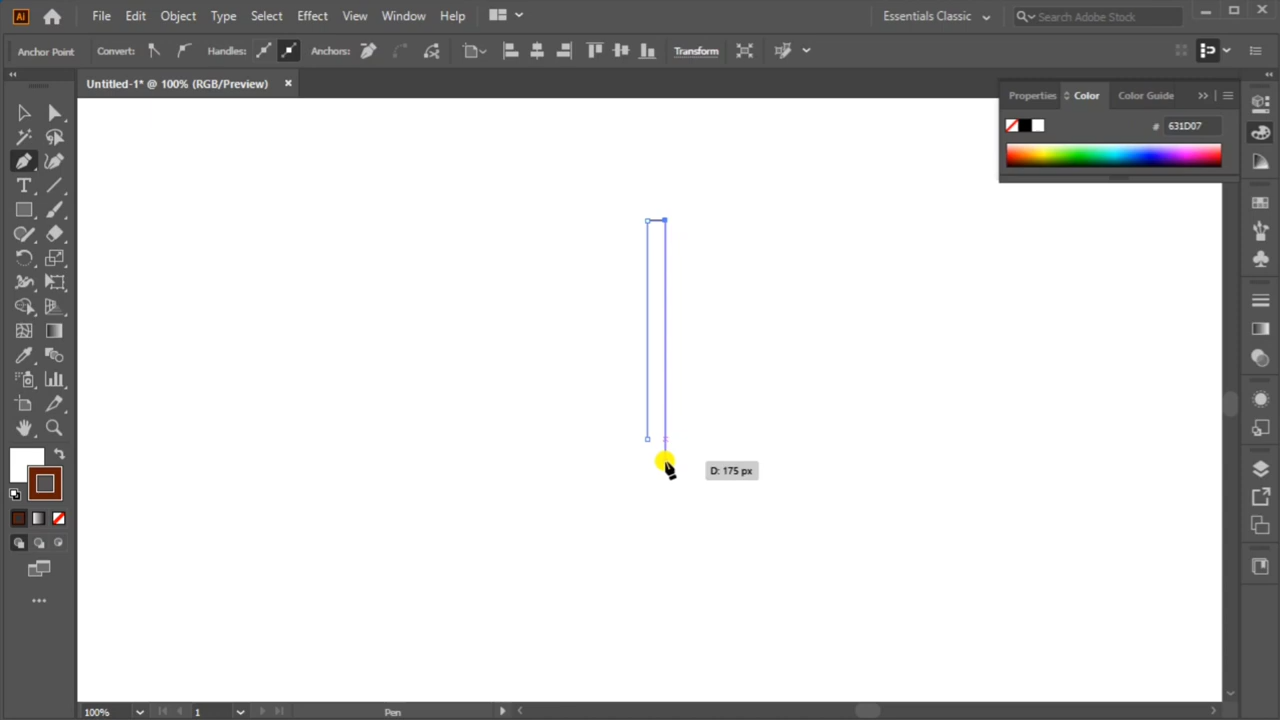 Ai File Edit Object Type Select Effect View Window Help Essentials Classic Search Adobe Stock
Anchor Point Convert: Handles: Anchors: Transform
Untitled-1* @ 100% (RGB/Preview)
Properties Color Color Guide
# 631D07
D: 175 px
100% 1 Pen